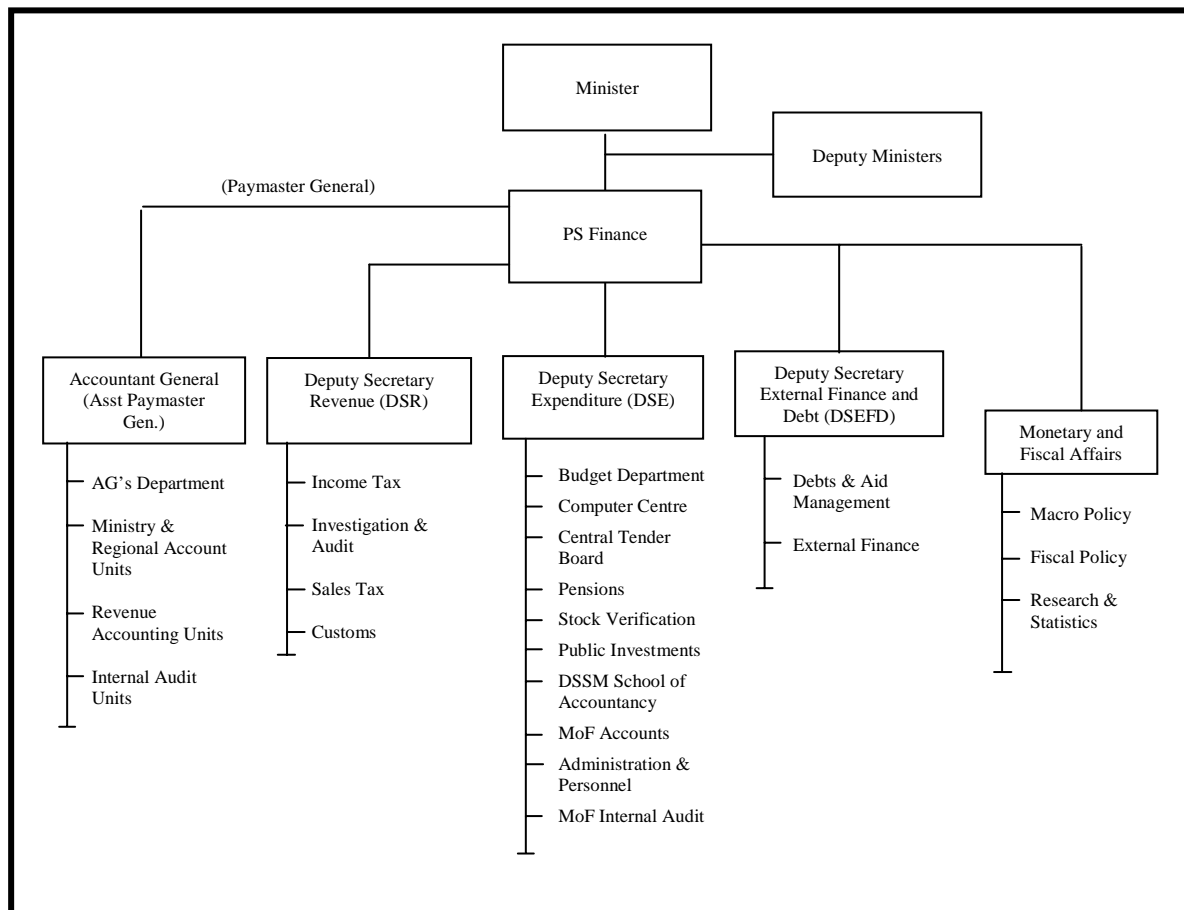 Minister
Deputy Ministers
(Paymaster General)
PS Finance
Accountant General
(Asst Paymaster
Gen.)
AG's Department
Ministry &
Regional Account
Units
Revenue
Accounting Units
Internal Audit
Units
Deputy Secretary
Revenue (DSR)
Income Tax
Investigation &
Audit
Sales Tax
Customs
Deputy Secretary
Expenditure (DSE)
Budget Department
Computer Centre
Central Tender
Board
Pensions
Stock Verification
Public Investments
DSSM School of
Accountancy
MoF Accounts
Administration &
Personnel
MoF Internal Audit
Deputy Secretary
External Finance and
Debt (DSEFD)
Debts & Aid
Management
External Finance
Monetary and
Fiscal Affairs
Macro Policy
Fiscal Policy
Research &
Statistics